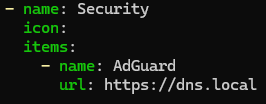 - name: Security
  icon:
  items:
    - name: AdGuard
      url: https://dns.local